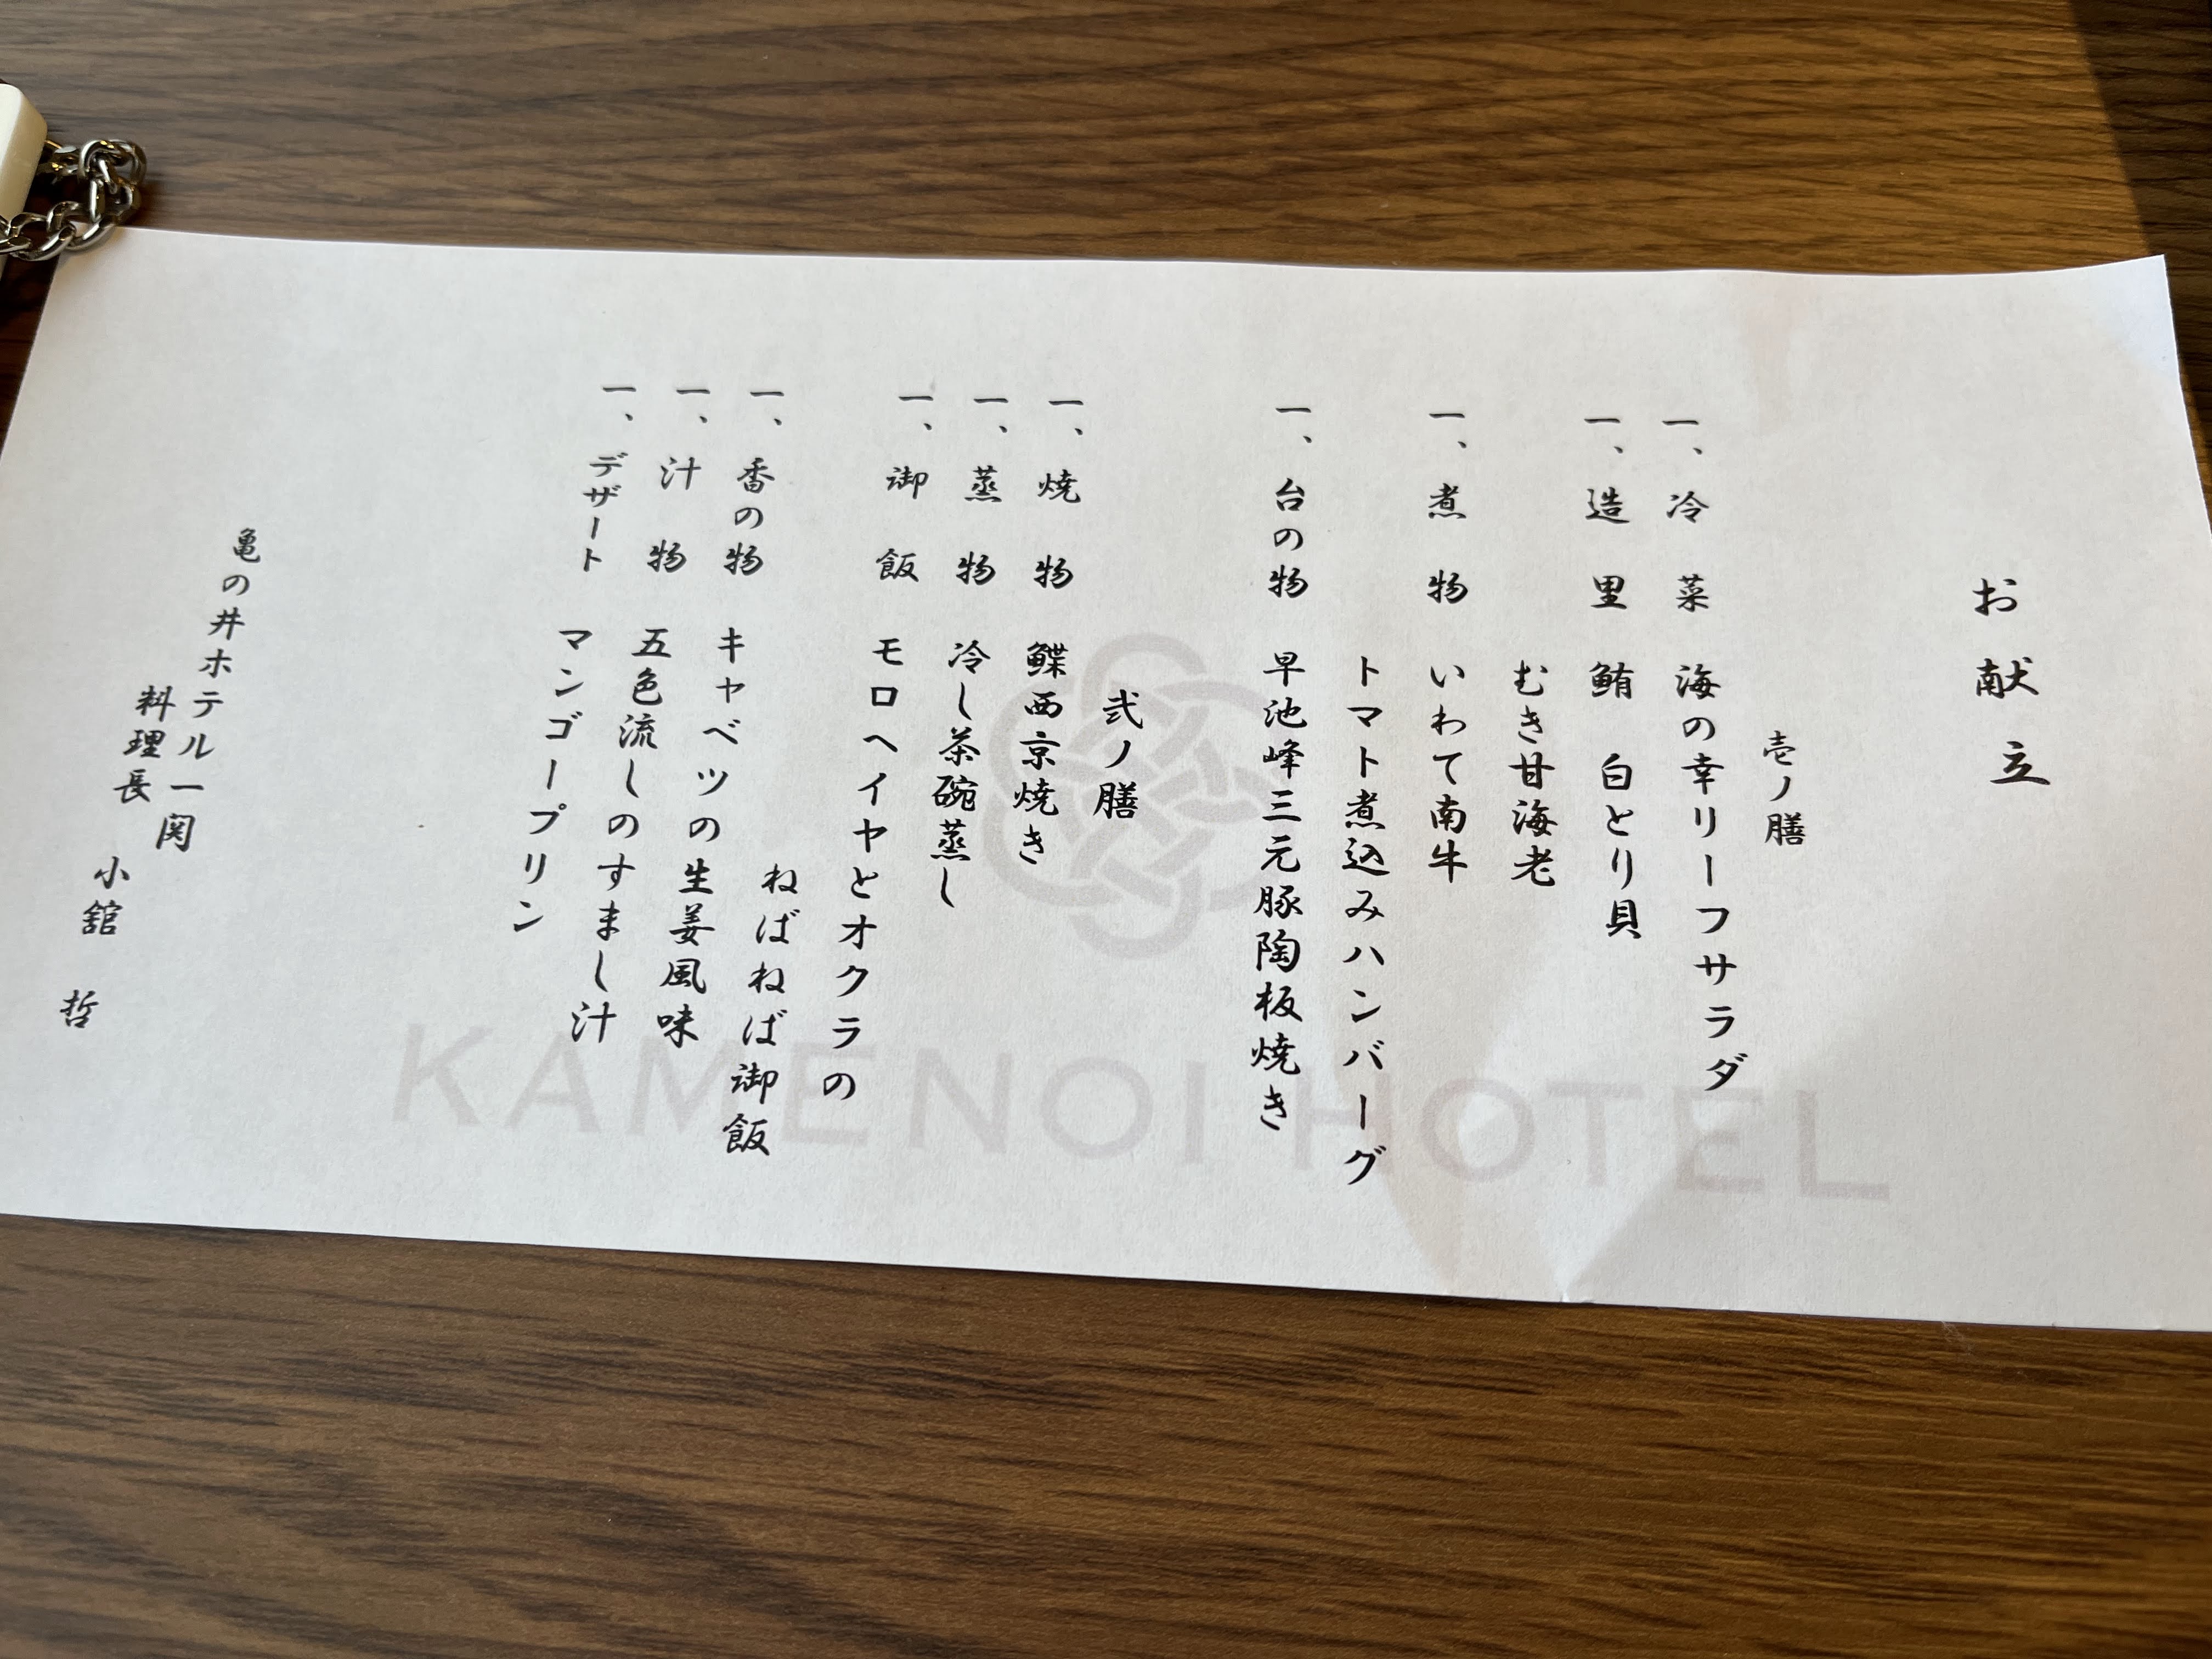 お献立
壱ノ膳
一、冷菜 海の幸リーフサラダ
一、造里 鮪 白とり貝
むき甘海老
一、煮物 いわて南牛
トマト煮込みハンバーグ
一、台の物 早池峰三元豚陶板焼き
弐ノ膳
一、焼物 鰈西京焼き
一、蒸物 冷し茶碗蒸し
一、御飯 モロヘイヤとオクラの
ねばねば御飯
一、香の物 キャベツの生姜風味
一、汁物 五色流しのすまし汁
一、デザート マンゴープリン
亀の井ホテル一関
料理長 小舘 哲
KAMENOI HOTEL